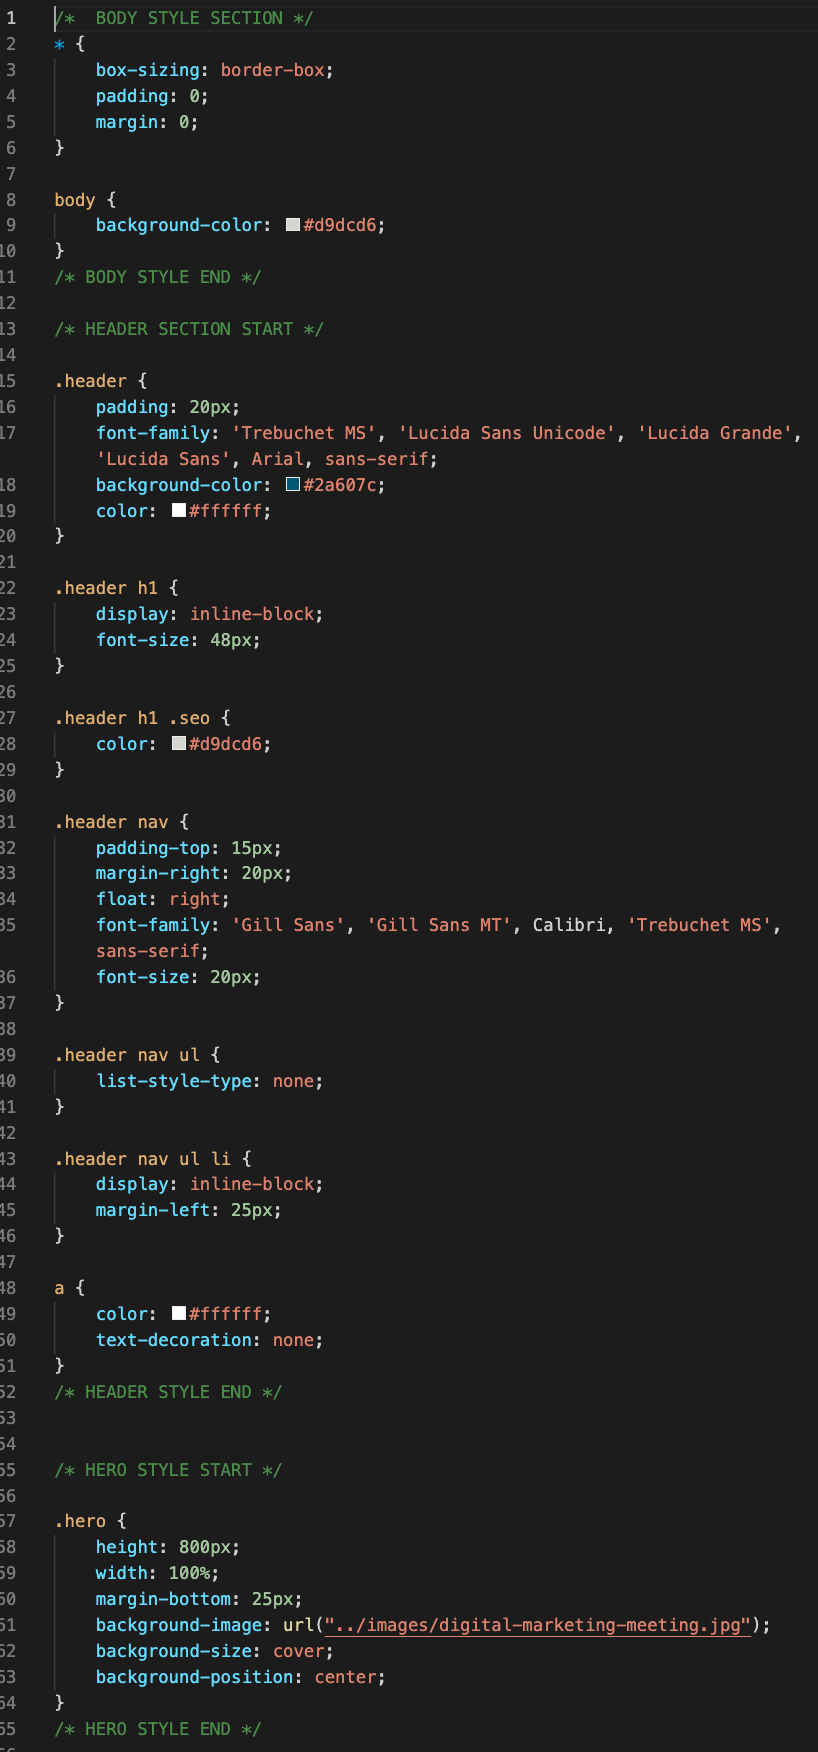 1 /*  BODY STYLE SECTION */
2 * {
3     box-sizing: border-box;
4     padding: 0;
5     margin: 0;
6 }
7
8 body {
9     background-color: #d9dcd6;
10 }
11 /* BODY STYLE END */
12
13 /* HEADER SECTION START */
14
15 .header {
16     padding: 20px;
17     font-family: 'Trebuchet MS', 'Lucida Sans Unicode', 'Lucida Grande',
    'Lucida Sans', Arial, sans-serif;
18     background-color: #2a607c;
19     color: #ffffff;
20 }
21
22 .header h1 {
23     display: inline-block;
24     font-size: 48px;
25 }
26
27 .header h1 .seo {
28     color: #d9dcd6;
29 }
30
31 .header nav {
32     padding-top: 15px;
33     margin-right: 20px;
34     float: right;
35     font-family: 'Gill Sans', 'Gill Sans MT', Calibri, 'Trebuchet MS',
    sans-serif;
36     font-size: 20px;
37 }
38
39 .header nav ul {
40     list-style-type: none;
41 }
42
43 .header nav ul li {
44     display: inline-block;
45     margin-left: 25px;
46 }
47
48 a {
49     color: #ffffff;
50     text-decoration: none;
51 }
52 /* HEADER STYLE END */
53
54
55 /* HERO STYLE START */
56
57 .hero {
58     height: 800px;
59     width: 100%;
60     margin-bottom: 25px;
61     background-image: url("../images/digital-marketing-meeting.jpg");
62     background-size: cover;
63     background-position: center;
64 }
65 /* HERO STYLE END */